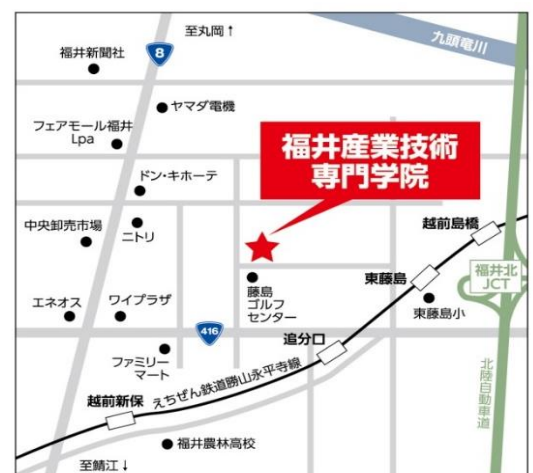 至丸岡↑
九頭竜川
福井新聞社
8
ヤマダ電機
フェアモール福井
Lpa
福井産業技術
専門学院
ドン・キホーテ
中央卸売市場
ニトリ
越前島橋
東藤島
福井北
JCT
藤島
ゴルフ
センター
東藤島小
エネオス
ワイプラザ
416
追分口
ファミリー
マート
えちぜん鉄道勝山永平寺線
北陸自動車道
越前新保
福井農林高校
至鯖江↓